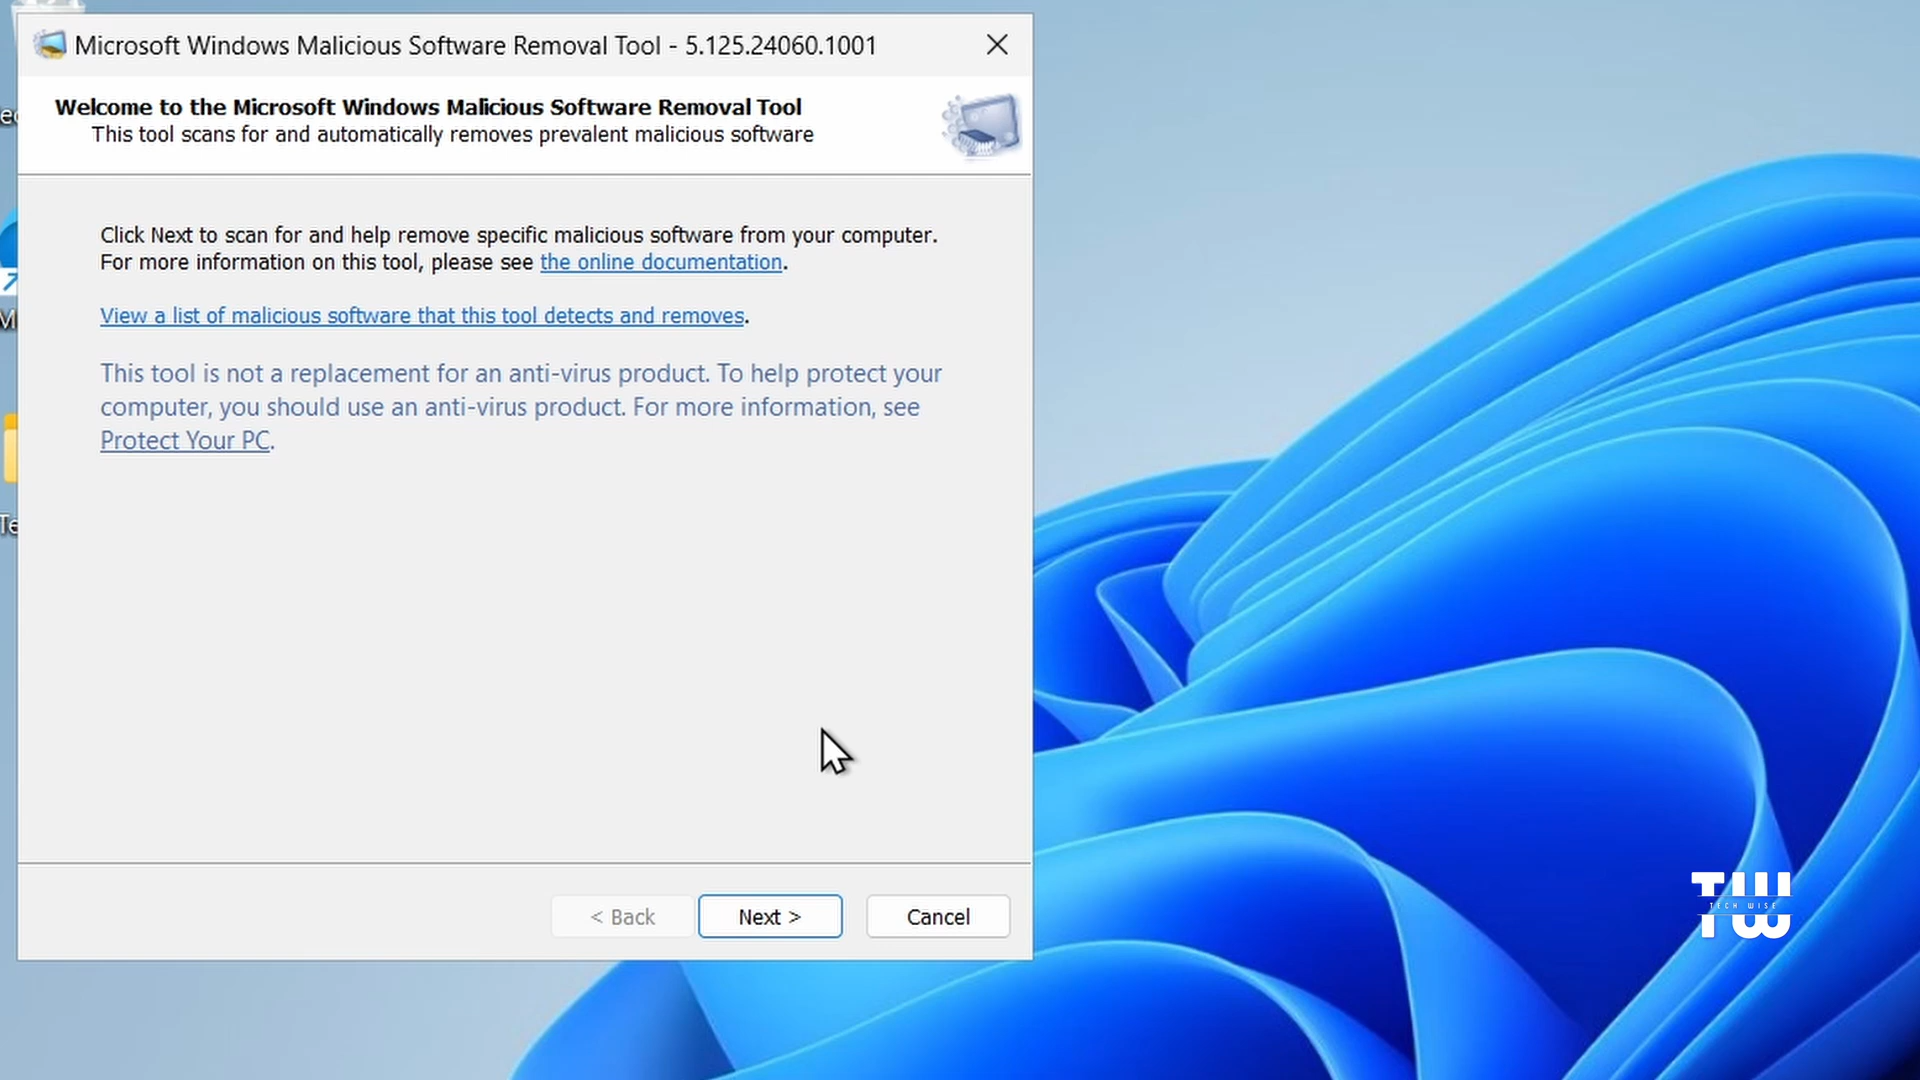 Microsoft Windows Malicious Software Removal Tool - 5.125.24060.1001
Welcome to the Microsoft Windows Malicious Software Removal Tool
This tool scans for and automatically removes prevalent malicious software
Click Next to scan for and help remove specific malicious software from your computer.
For more information on this tool, please see the online documentation.
View a list of malicious software that this tool detects and removes.
This tool is not a replacement for an anti-virus product. To help protect your
computer, you should use an anti-virus product. For more information, see
Protect Your PC.
< Back
Next >
Cancel
TW
TECH WISE